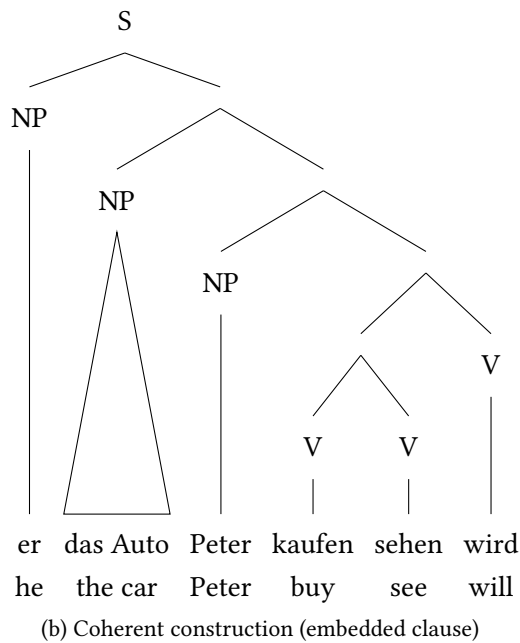 S
NP
NP
NP
V
V V
er das Auto Peter kaufen sehen wird
he the car Peter buy see will
(b) Coherent construction (embedded clause)